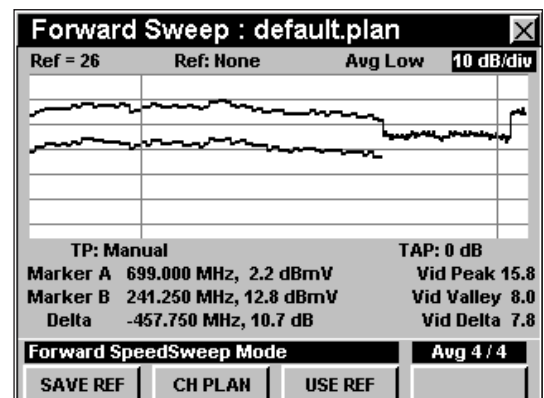 Forward Sweep : default.plan
Ref = 26 Ref: None Avg Low 10 dB/div
TP: Manual TAP: 0 dB
Marker A 699.000 MHz, 2.2 dBmV Vid Peak 15.8
Marker B 241.250 MHz, 12.8 dBmV Vid Valley 8.0
Delta -457.750 MHz, 10.7 dB Vid Delta 7.8
Forward SpeedSweep Mode Avg 4 / 4
SAVE REF CH PLAN USE REF